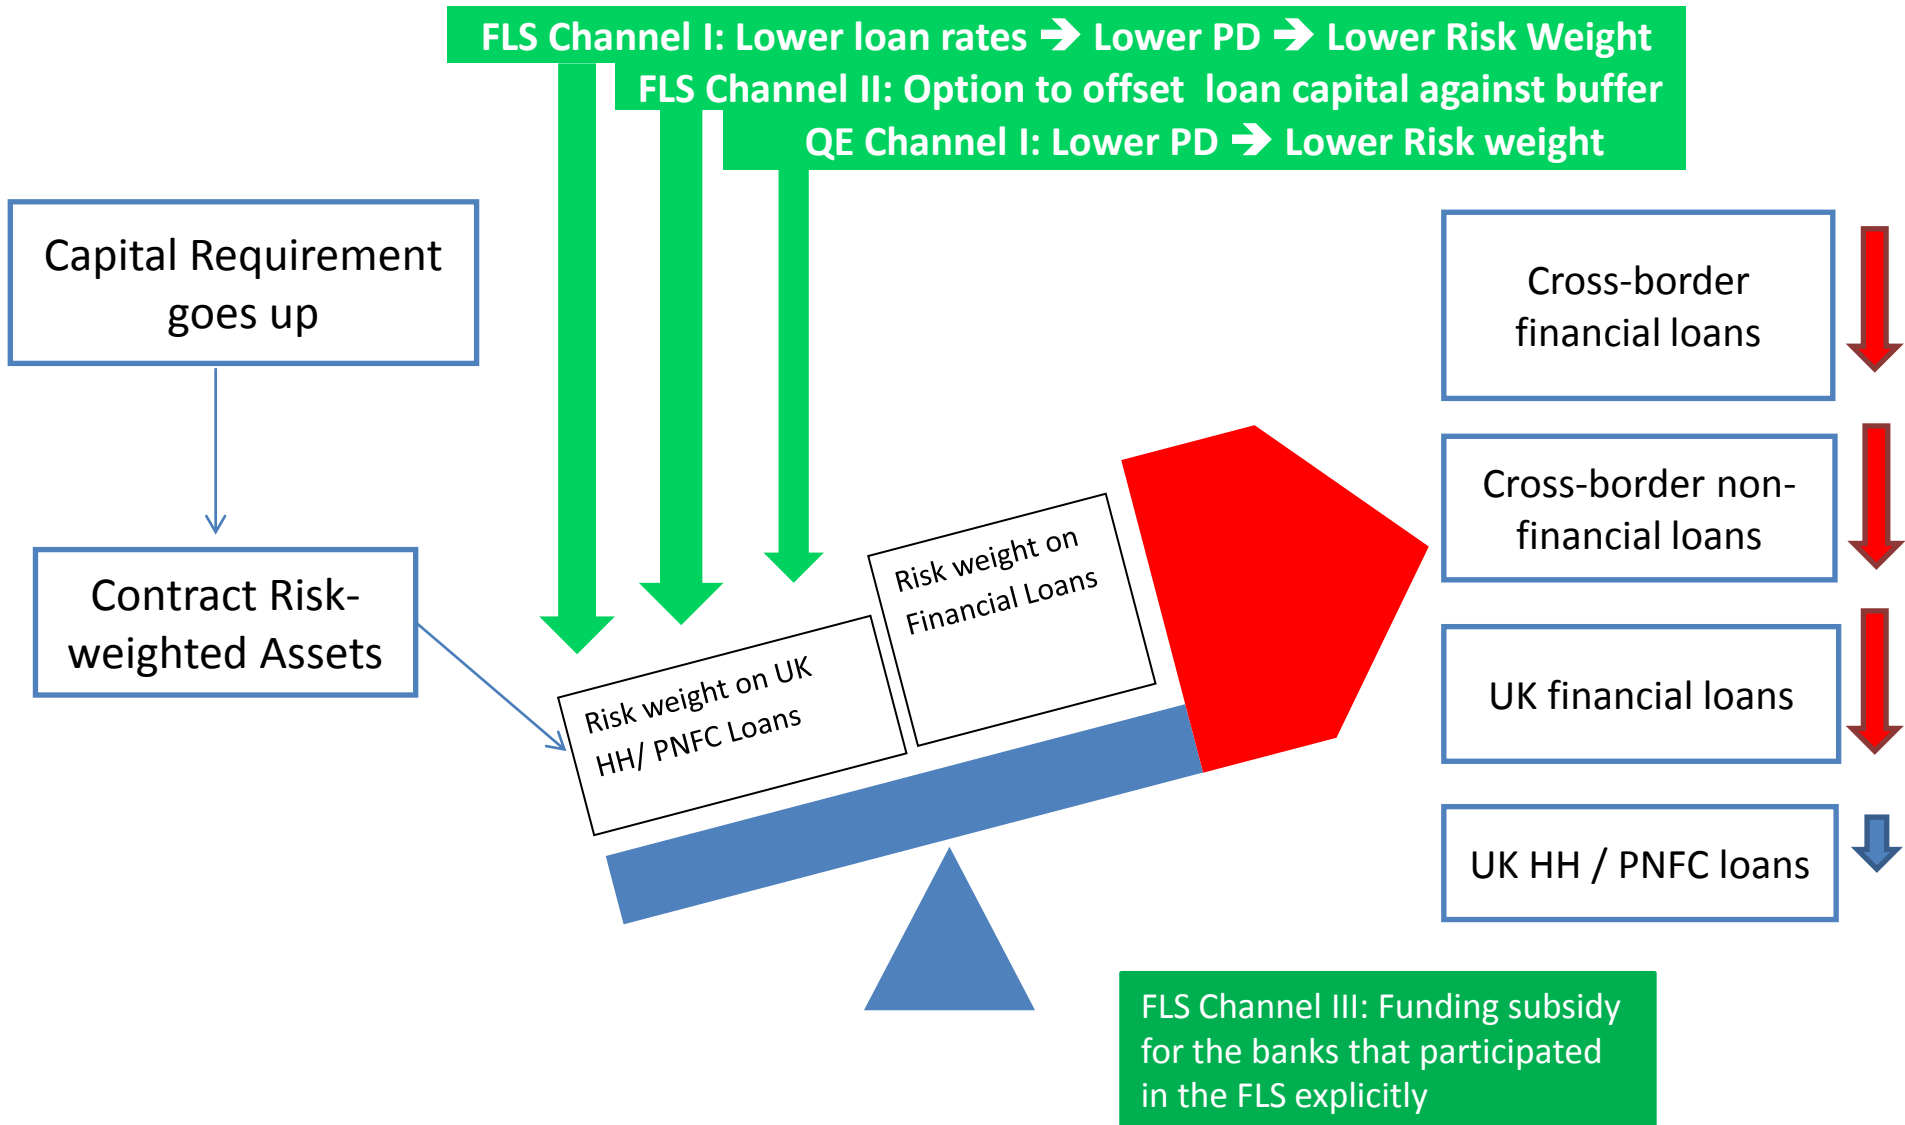 FLS Channel I: Lower loan rates ➔ Lower PD ➔ Lower Risk Weight
FLS Channel II: Option to offset loan capital against buffer
QE Channel I: Lower PD ➔ Lower Risk weight
Capital Requirement
goes up
Contract Risk-
weighted Assets
Risk weight on UK
HH/ PNFC Loans
Risk weight on
Financial Loans
Cross-border
financial loans
Cross-border non-
financial loans
UK financial loans
UK HH / PNFC loans
FLS Channel III: Funding subsidy
for the banks that participated
in the FLS explicitly